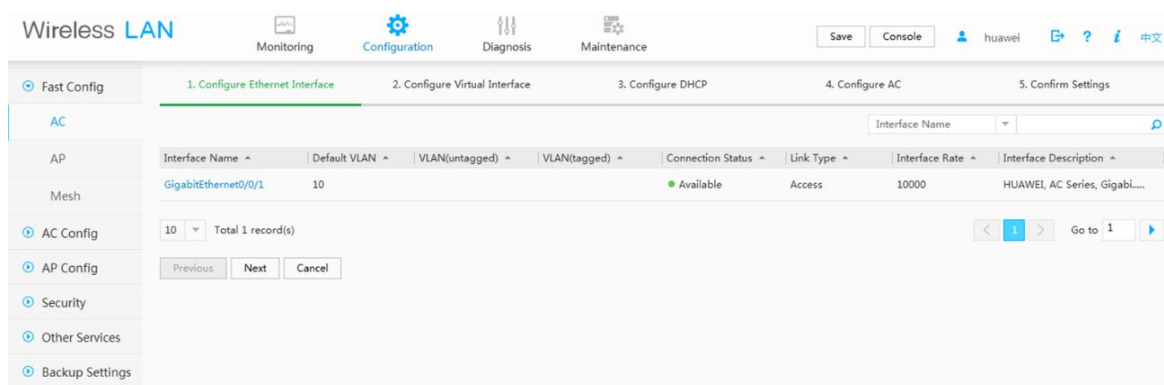 Wireless LAN
Monitoring Configuration Diagnosis Maintenance
Save Console huawei ? i 中文
Fast Config
1. Configure Ethernet Interface 2. Configure Virtual Interface 3. Configure DHCP 4. Configure AC 5. Confirm Settings
AC
Interface Name
AP
Interface Name Default VLAN VLAN(untagged) VLAN(tagged) Connection Status Link Type Interface Rate Interface Description
GigabitEthernet0/0/1 10 Available Access 10000 HUAWEI, AC Series, Gigabi.....
Mesh
AC Config
10 Total 1 record(s) < 1 > Go to 1
AP Config
Previous Next Cancel
Security
Other Services
Backup Settings